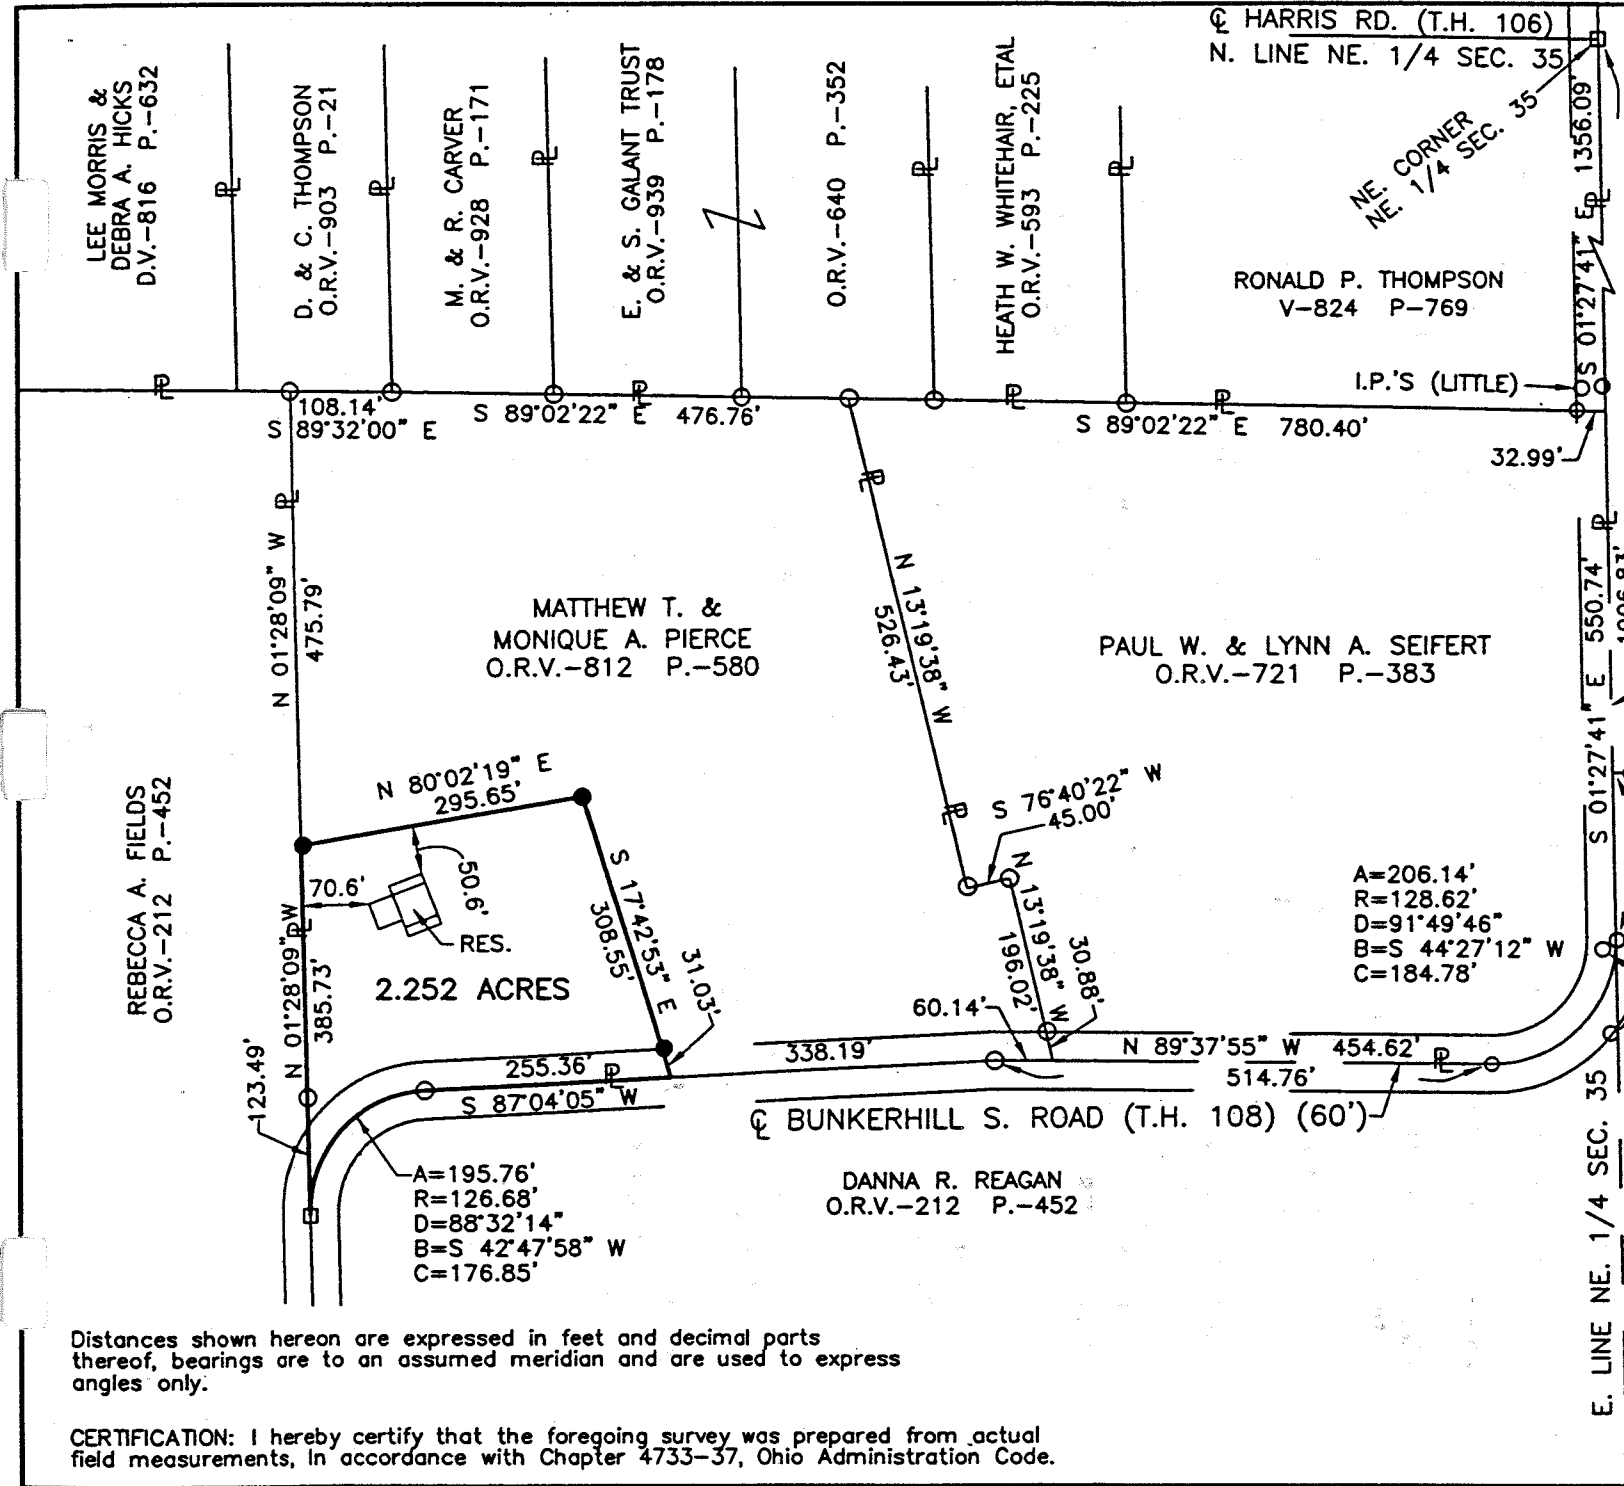 ℄ HARRIS RD. (T.H. 106)
N. LINE NE. 1/4 SEC. 35
NE. CORNER
NE. 1/4 SEC. 35
S 01°27'41" E 1356.09'
LEE MORRIS &
DEBRA A. HICKS
D.V.-816 P.-632
D. & C. THOMPSON
O.R.V.-903 P.-21
M. & R. CARVER
O.R.V.-928 P.-171
E. & S. GALANT TRUST
O.R.V.-939 P.-178
O.R.V.-640 P.-352
HEATH W. WHITEHAIR, ETAL
O.R.V.-593 P.-225
RONALD P. THOMPSON
V-824 P-769
I.P.'S (LITTLE)
108.14'
S 89°32'00" E
S 89°02'22" E 476.76'
S 89°02'22" E 780.40'
32.99'
N 01°28'09" W
475.79'
MATTHEW T. &
MONIQUE A. PIERCE
O.R.V.-812 P.-580
N 13°19'38" W
526.43'
PAUL W. & LYNN A. SEIFERT
O.R.V.-721 P.-383
S 01°27'41" E 550.74'
N 80°02'19" E
295.65'
S 76°40'22" W
45.00'
REBECCA A. FIELDS
O.R.V.-212 P.-452
70.6'
50.6'
RES.
2.252 ACRES
S 17°42'53" E
308.55'
31.03'
N 13°19'38" W
196.02'
30.88'
A=206.14'
R=128.62'
D=91°49'46"
B=S 44°27'12" W
C=184.78'
N 01°28'09" W
385.73'
123.49'
255.36'
S 87°04'05" W
338.19'
60.14'
N 89°37'55" W 454.62'
514.76'
℄ BUNKERHILL S. ROAD (T.H. 108) (60')
A=195.76'
R=126.68'
D=88°32'14"
B=S 42°47'58" W
C=176.85'
DANNA R. REAGAN
O.R.V.-212 P.-452
E. LINE NE. 1/4 SEC. 35
Distances shown hereon are expressed in feet and decimal parts
thereof, bearings are to an assumed meridian and are used to express
angles only.
CERTIFICATION: I hereby certify that the foregoing survey was prepared from actual
field measurements, In accordance with Chapter 4733-37, Ohio Administration Code.